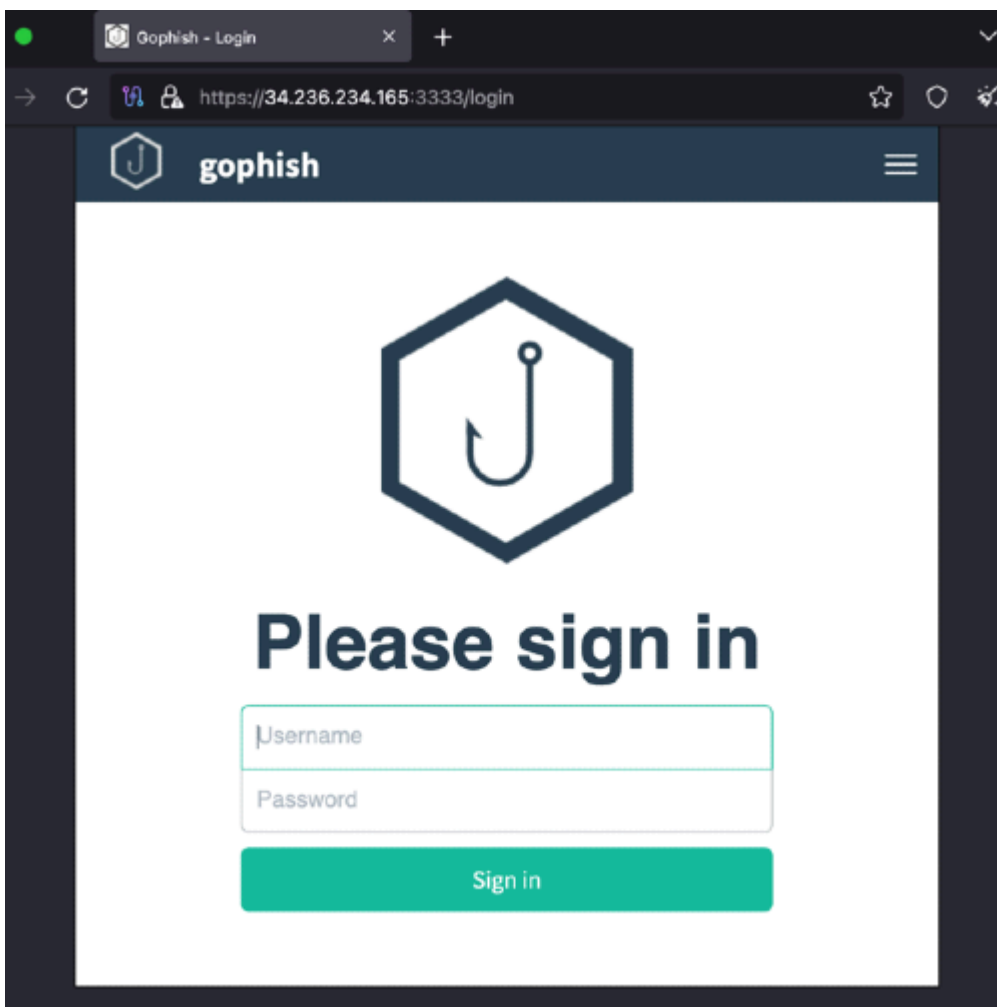 Gophish - Login
https://34.236.234.165:3333/login
gophish
Please sign in
Username
Password
Sign in